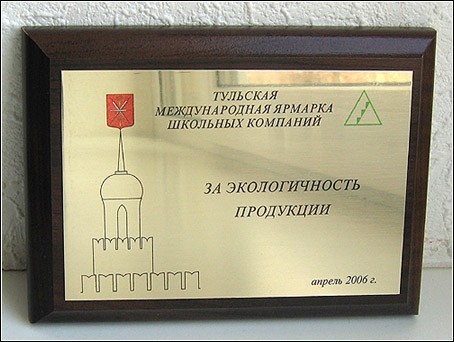 ТУЛЬСКАЯ
МЕЖДУНАРОДНАЯ ЯРМАРКА
ШКОЛЬНЫХ КОМПАНИЙ
ЗА ЭКОЛОГИЧНОСТЬ
ПРОДУКЦИИ
апрель 2006 г.